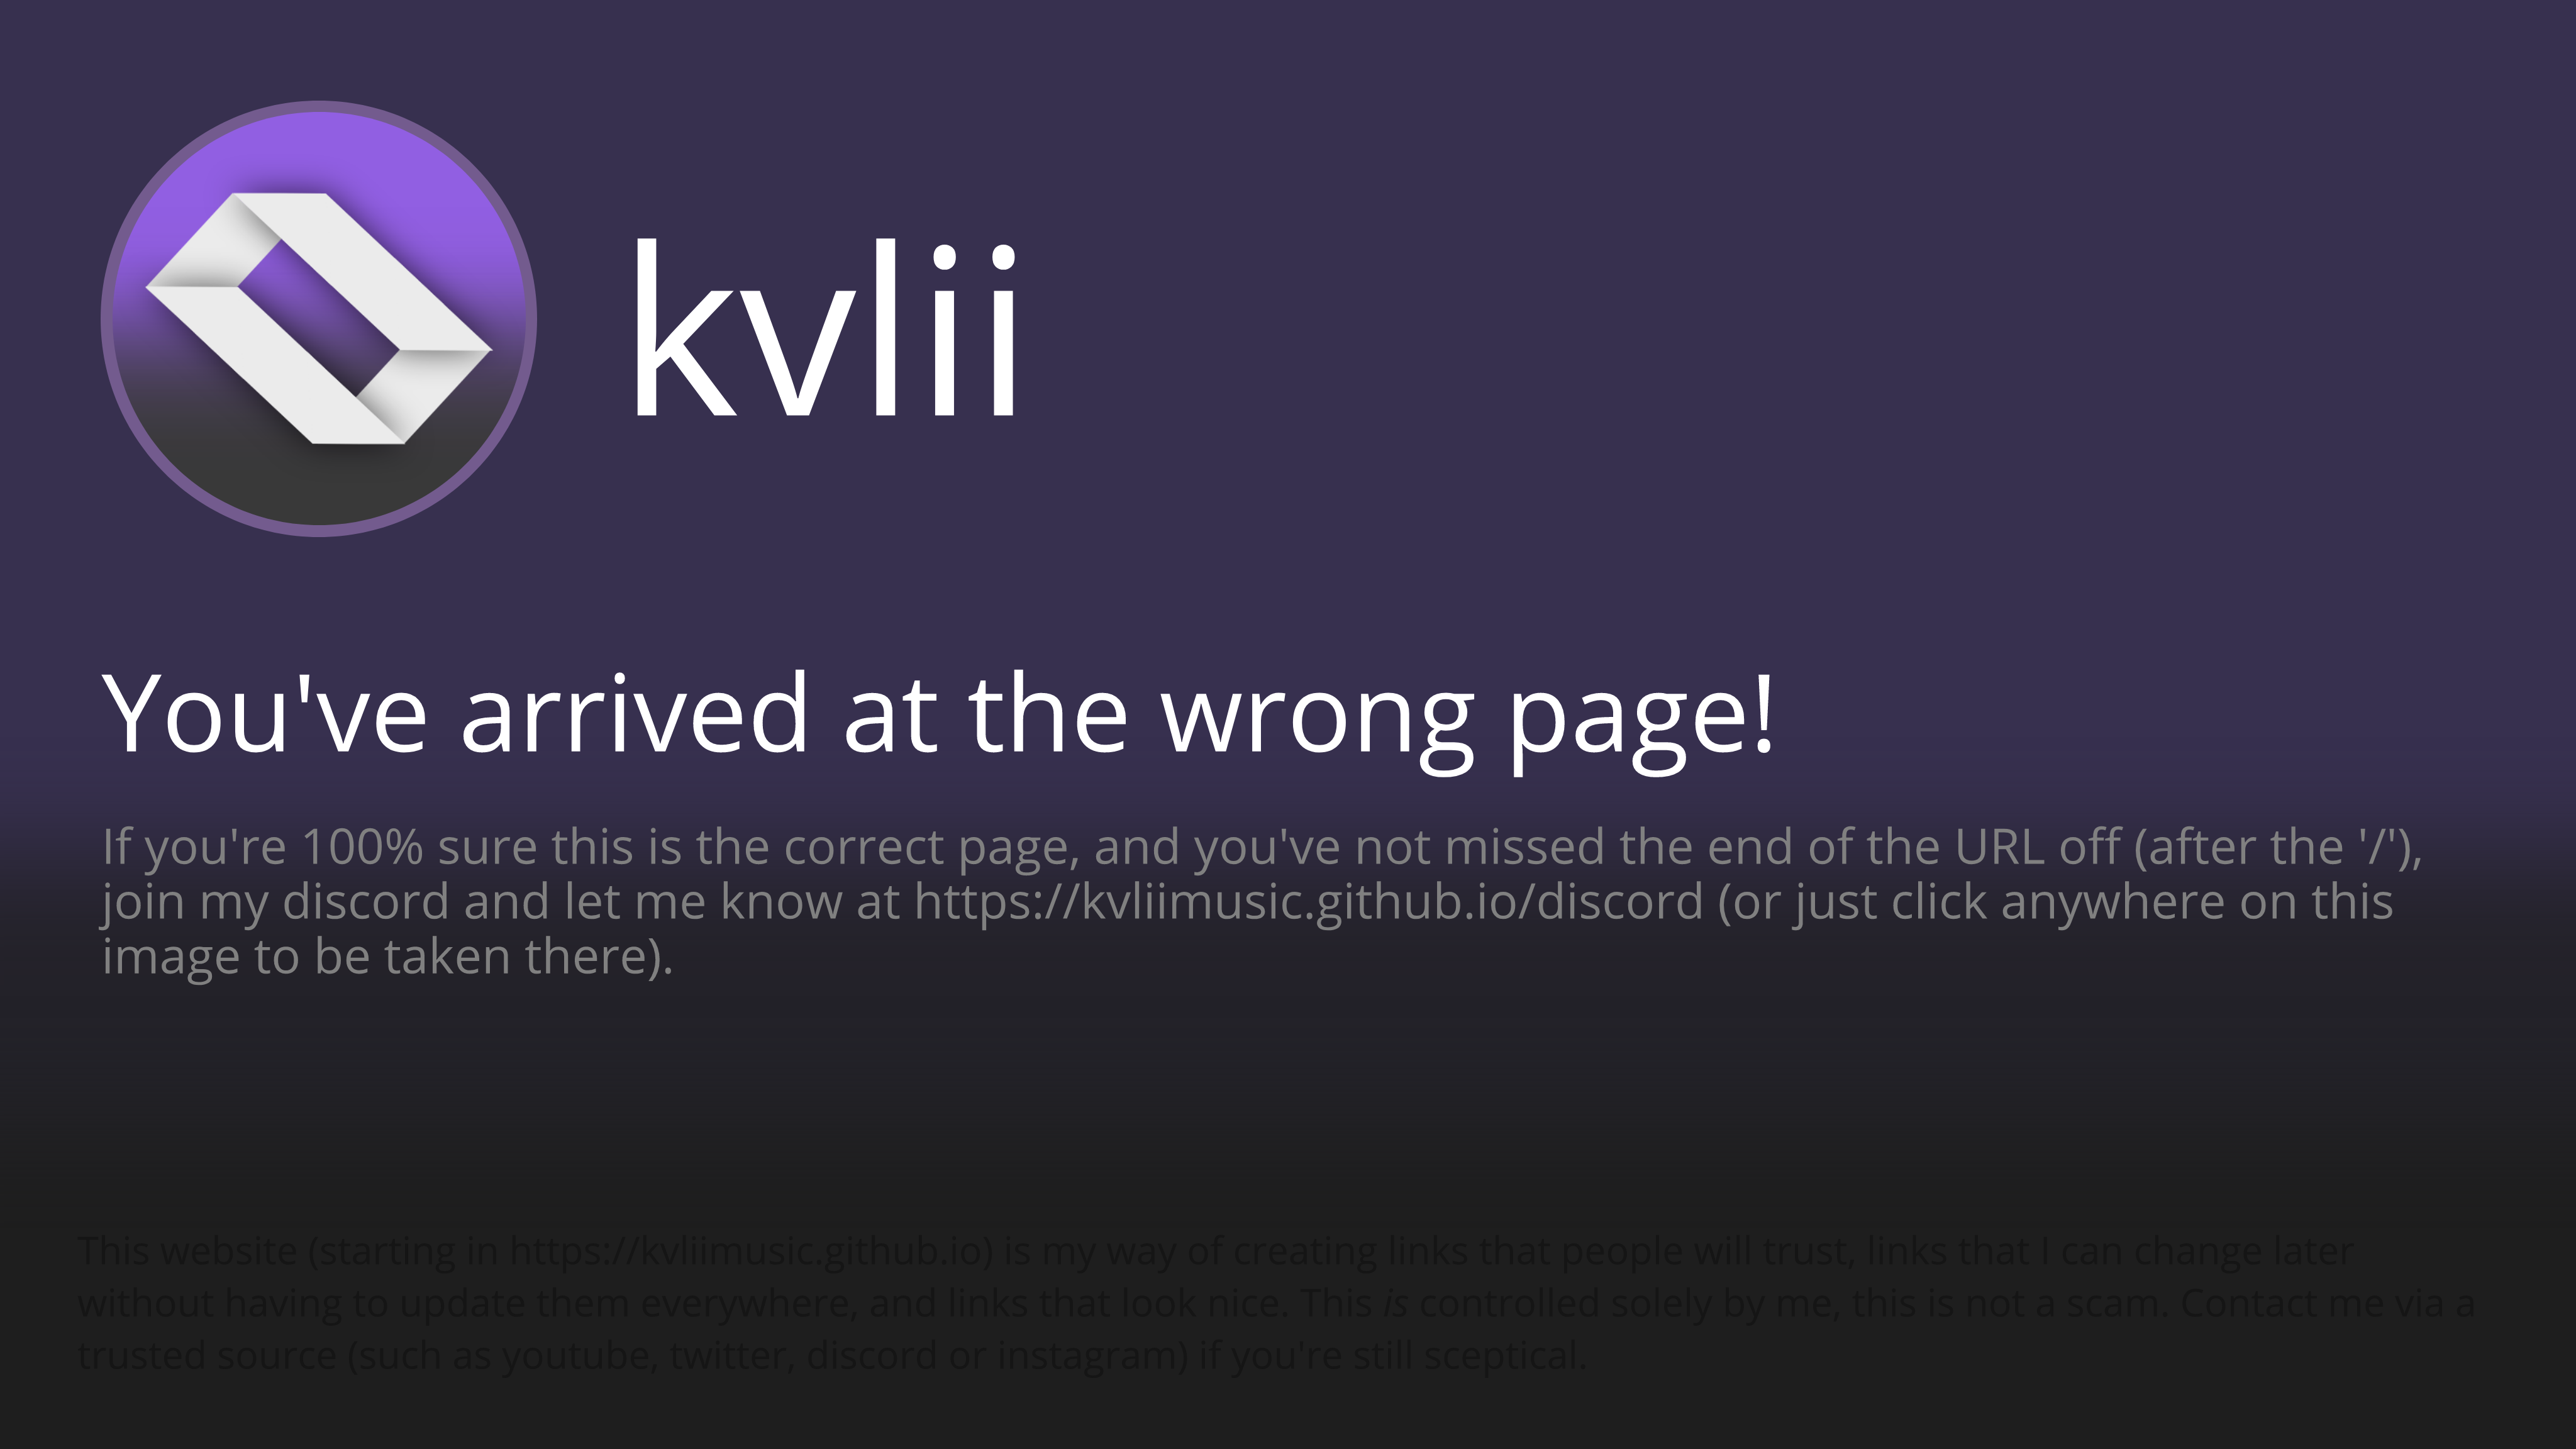 kvlii
You've arrived at the wrong page!
If you're 100% sure this is the correct page, and you've not missed the end of the URL off (after the '/'),
join my discord and let me know at https://kvliimusic.github.io/discord (or just click anywhere on this
image to be taken there).
This website (starting in https://kvliimusic.github.io) is my way of creating links that people will trust, links that I can change later
without having to update them everywhere, and links that look nice. This is controlled solely by me, this is not a scam. Contact me via a
trusted source (such as youtube, twitter, discord or instagram) if you're still sceptical.